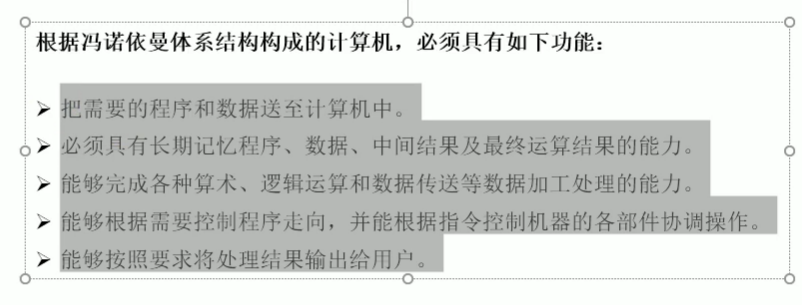 根据冯诺依曼体系结构构成的计算机，必须具有如下功能：
➢ 把需要的程序和数据送至计算机中。
➢ 必须具有长期记忆程序、数据、中间结果及最终运算结果的能力。
➢ 能够完成各种算术、逻辑运算和数据传送等数据加工处理的能力。
➢ 能够根据需要控制程序走向，并能根据指令控制机器的各部件协调操作。
➢ 能够按照要求将处理结果输出给用户。